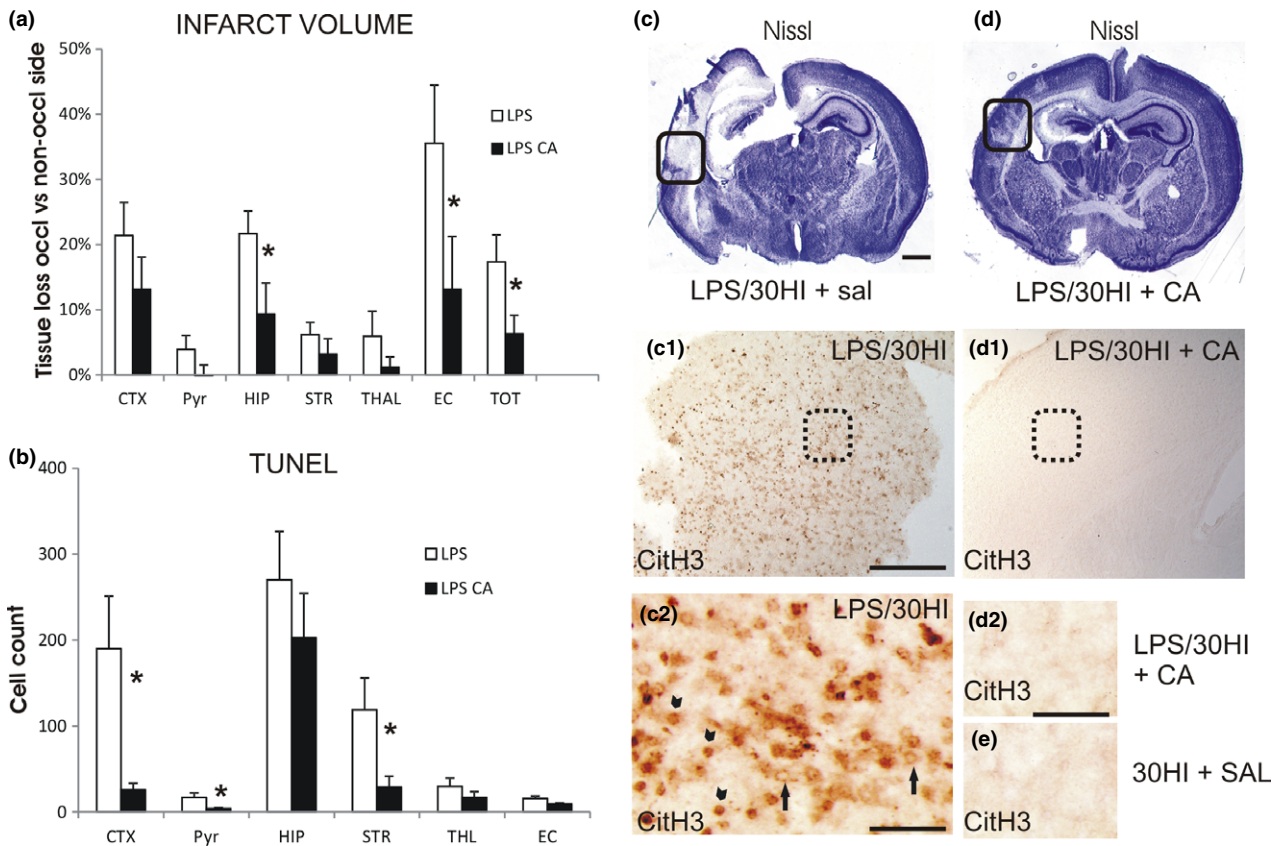 (a)
INFARCT VOLUME
Tissue loss occl vs non-occl side
50%
40%
30%
20%
10%
0%
LPS
LPS CA
*
*
*
CTX Pyr HIP STR THAL EC TOT
(b)
TUNEL
Cell count
400
300
200
100
0
LPS
LPS CA
*
*
*
CTX Pyr HIP STR THL EC
(c)
Nissl
LPS/30HI + sal
(d)
Nissl
LPS/30HI + CA
(c1)
LPS/30HI
CitH3
(d1)
LPS/30HI + CA
CitH3
(c2)
LPS/30HI
CitH3
(d2)
CitH3
LPS/30HI
+ CA
(e)
CitH3
30HI + SAL